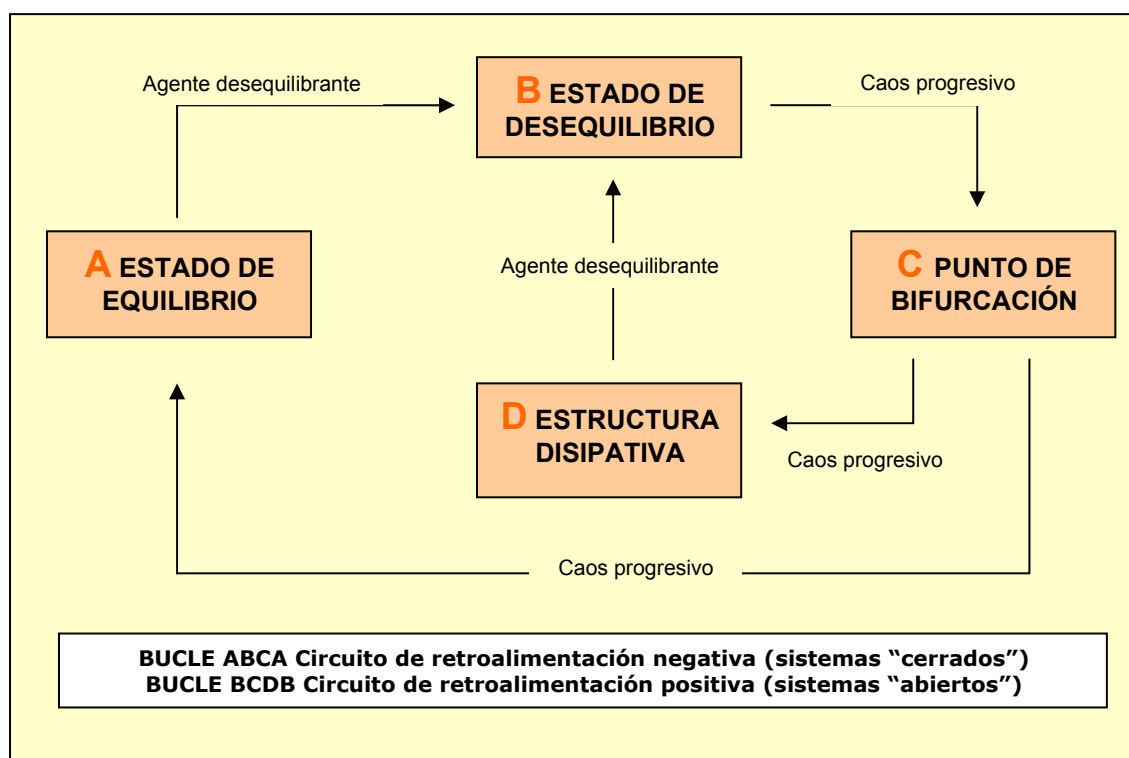 Agente desequilibrante
B ESTADO DE
DESEQUILIBRIO
Caos progresivo
A ESTADO DE
EQUILIBRIO
Agente desequilibrante
C PUNTO DE
BIFURCACIÓN
D ESTRUCTURA
DISIPATIVA
Caos progresivo
Caos progresivo
BUCLE ABCA Circuito de retroalimentación negativa (sistemas “cerrados”)
BUCLE BCDB Circuito de retroalimentación positiva (sistemas “abiertos”)